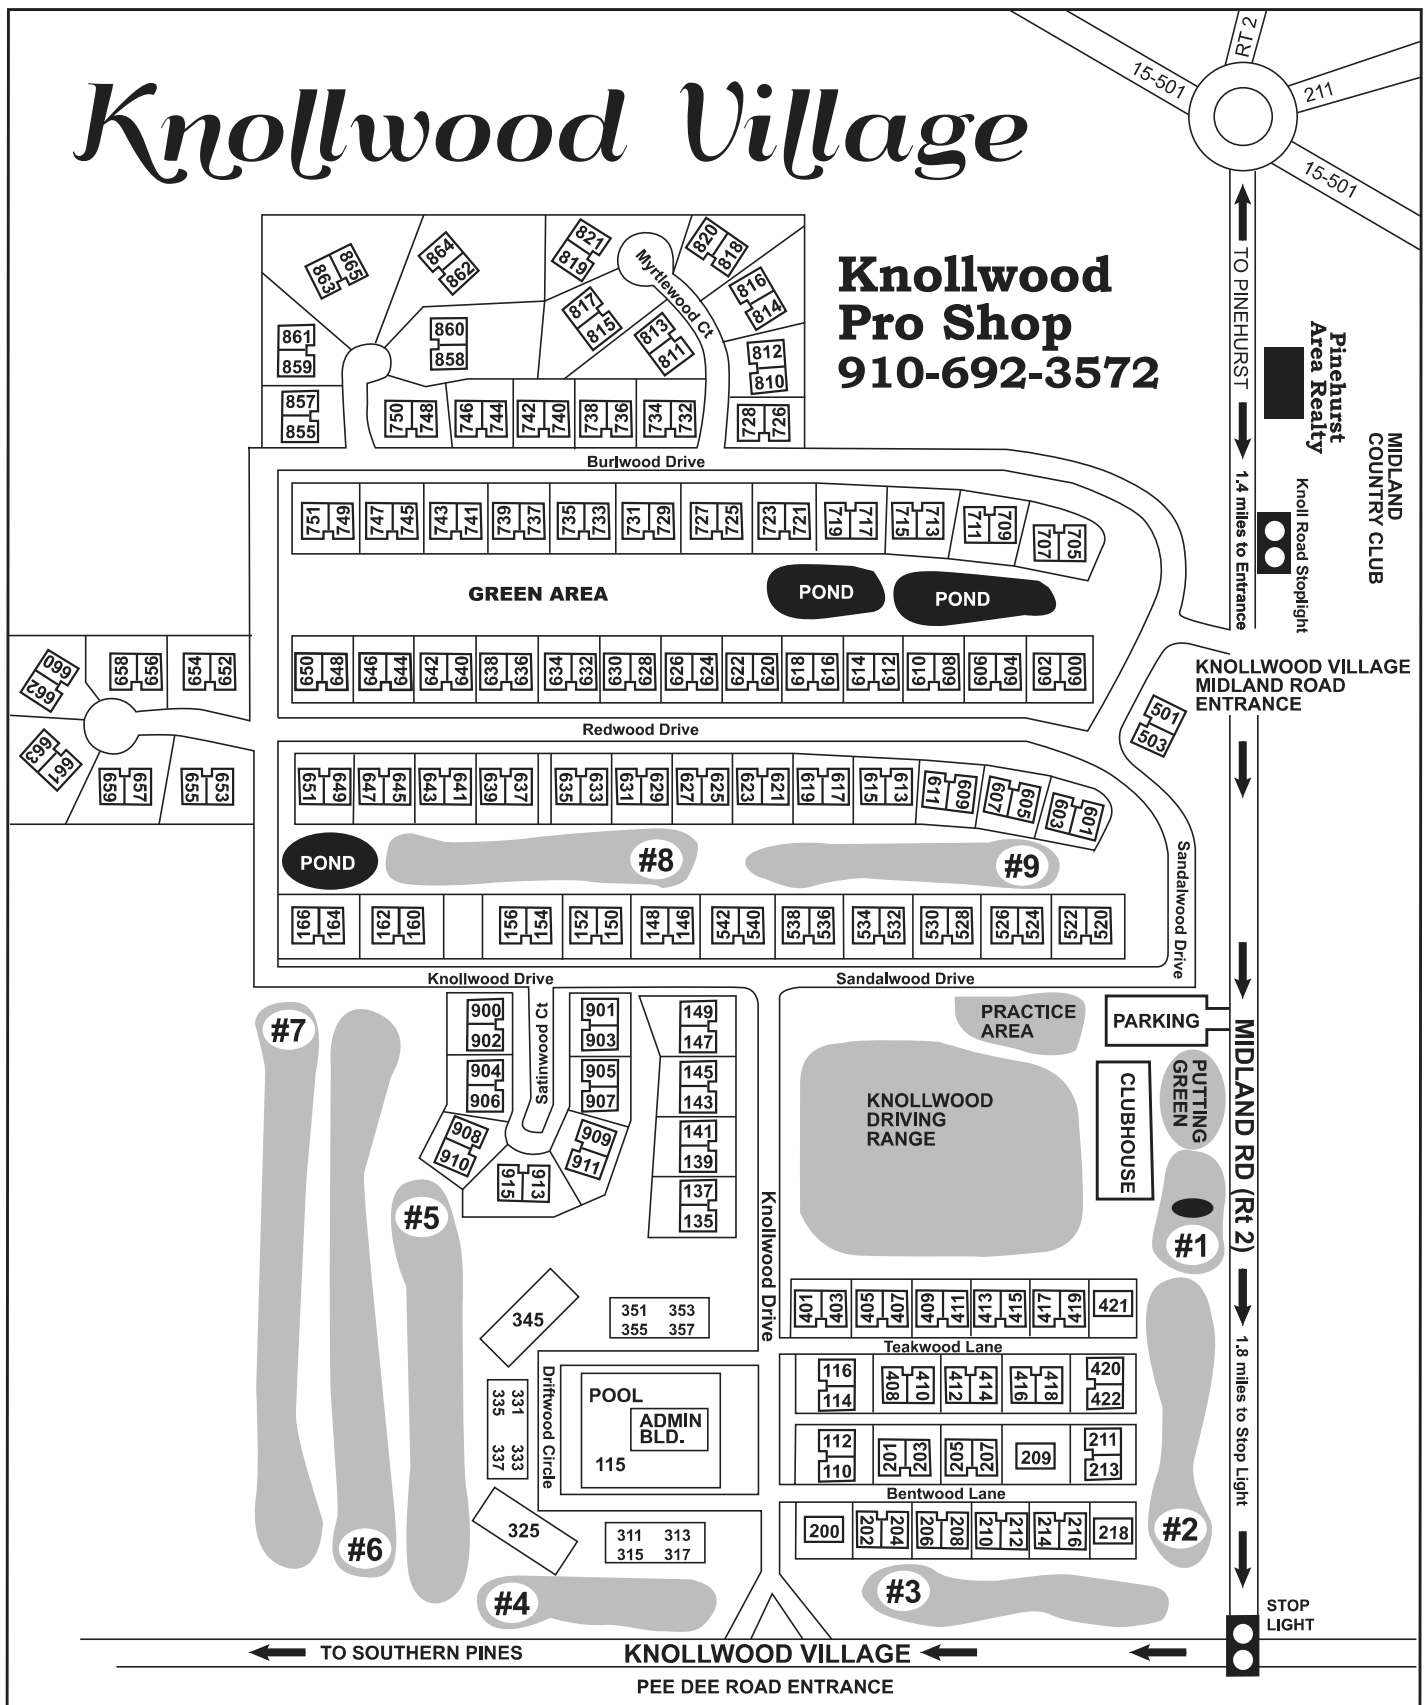 Knollwood Village
RT 2
15-501
211
15-501
Knollwood
Pro Shop
910-692-3572
TO PINEHURST
Pinehurst
Area Realty
MIDLAND
COUNTRY CLUB
Knoll Road Stoplight
1.4 miles to Entrance
863 865
864 862
821 819
Myrtlewood Ct
820 818
816 814
817 815
813 811
861
859
860
858
812
810
857
855
750 748 746 744 742 740 738 736 734 732 728 726
Burlwood Drive
751 749 747 745 743 741 739 737 735 733 731 729 727 725 723 721 719 717 715 713 711 709 707 705
GREEN AREA
POND
POND
660 662 658 656 654 652
650 648 646 644 642 640 638 636 634 632 630 628 626 624 622 620 618 616 614 612 610 608 606 604 602 600
KNOLLWOOD VILLAGE
MIDLAND ROAD
ENTRANCE
501
503
Redwood Drive
663 661 659 657 655 653
651 649 647 645 643 641 639 637 635 633 631 629 627 625 623 621 619 617 615 613 611 609 607 605 603 601
POND
#8
#9
Sandalwood Drive
166 164 162 160 156 154 152 150 148 146 542 540 538 536 534 532 530 528 526 524 522 520
Knollwood Drive
Sandalwood Drive
#7
900
902
904
906
908
910
Satinwood Ct
901
903
905
907
909
911
915 913
149
147
145
143
141
139
137
135
PRACTICE
AREA
PARKING
KNOLLWOOD
DRIVING
RANGE
CLUBHOUSE
PUTTING
GREEN
MIDLAND RD (Rt 2)
#5
Knollwood Drive
#1
345
351 353
355 357
401 403 405 407 409 411 413 415 417 419 421
Teakwood Lane
116
114
408 410 412 414 416 418
420
422
1.8 miles to Stop Light
335 331
337 333
Driftwood Circle
POOL
ADMIN
BLD.
115
112
110
201 203 205 207 209
211
213
Bentwood Lane
325
311 313
315 317
200 202 204 206 208 210 212 214 216 218
#2
#6
#4
#3
STOP
LIGHT
TO SOUTHERN PINES
KNOLLWOOD VILLAGE
PEE DEE ROAD ENTRANCE